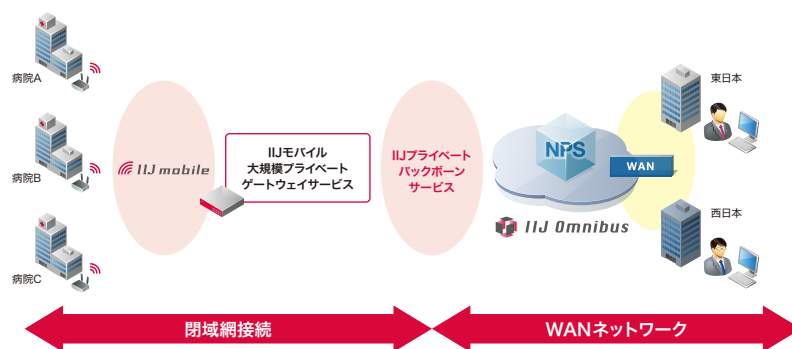 病院A
病院B
病院C
IIJ mobile
IIJモバイル
大規模プライベート
ゲートウェイサービス
IIJプライベート
バックボーン
サービス
NPS
WAN
IIJ Omnibus
東日本
西日本
閉域網接続
WANネットワーク